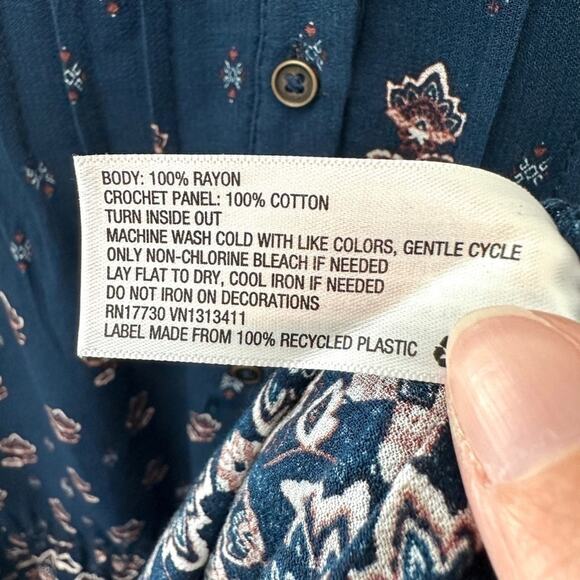 BODY: 100% RAYON
CROCHET PANEL: 100% COTTON
TURN INSIDE OUT
MACHINE WASH COLD WITH LIKE COLORS, GENTLE CYCLE
ONLY NON-CHLORINE BLEACH IF NEEDED
LAY FLAT TO DRY, COOL IRON IF NEEDED
DO NOT IRON ON DECORATIONS
RN17730 VN1313411
LABEL MADE FROM 100% RECYCLED PLASTIC